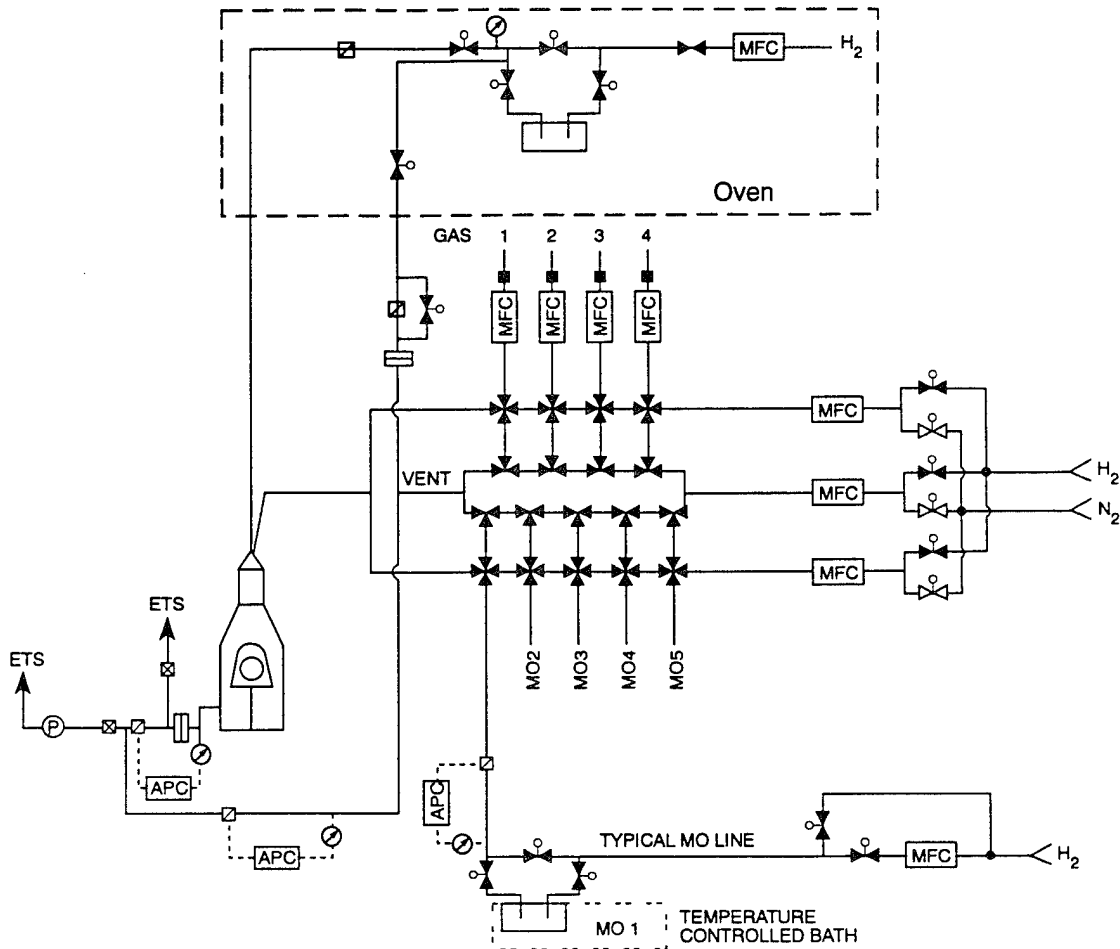 MFC
H2
Oven
GAS 1 2 3 4
MFC MFC MFC MFC
MFC
VENT
MFC
H2
N2
MFC
ETS
ETS
MO2 MO3 MO4 MO5
P
APC
APC
APC
TYPICAL MO LINE
MFC
H2
MO 1
TEMPERATURE
CONTROLLED BATH